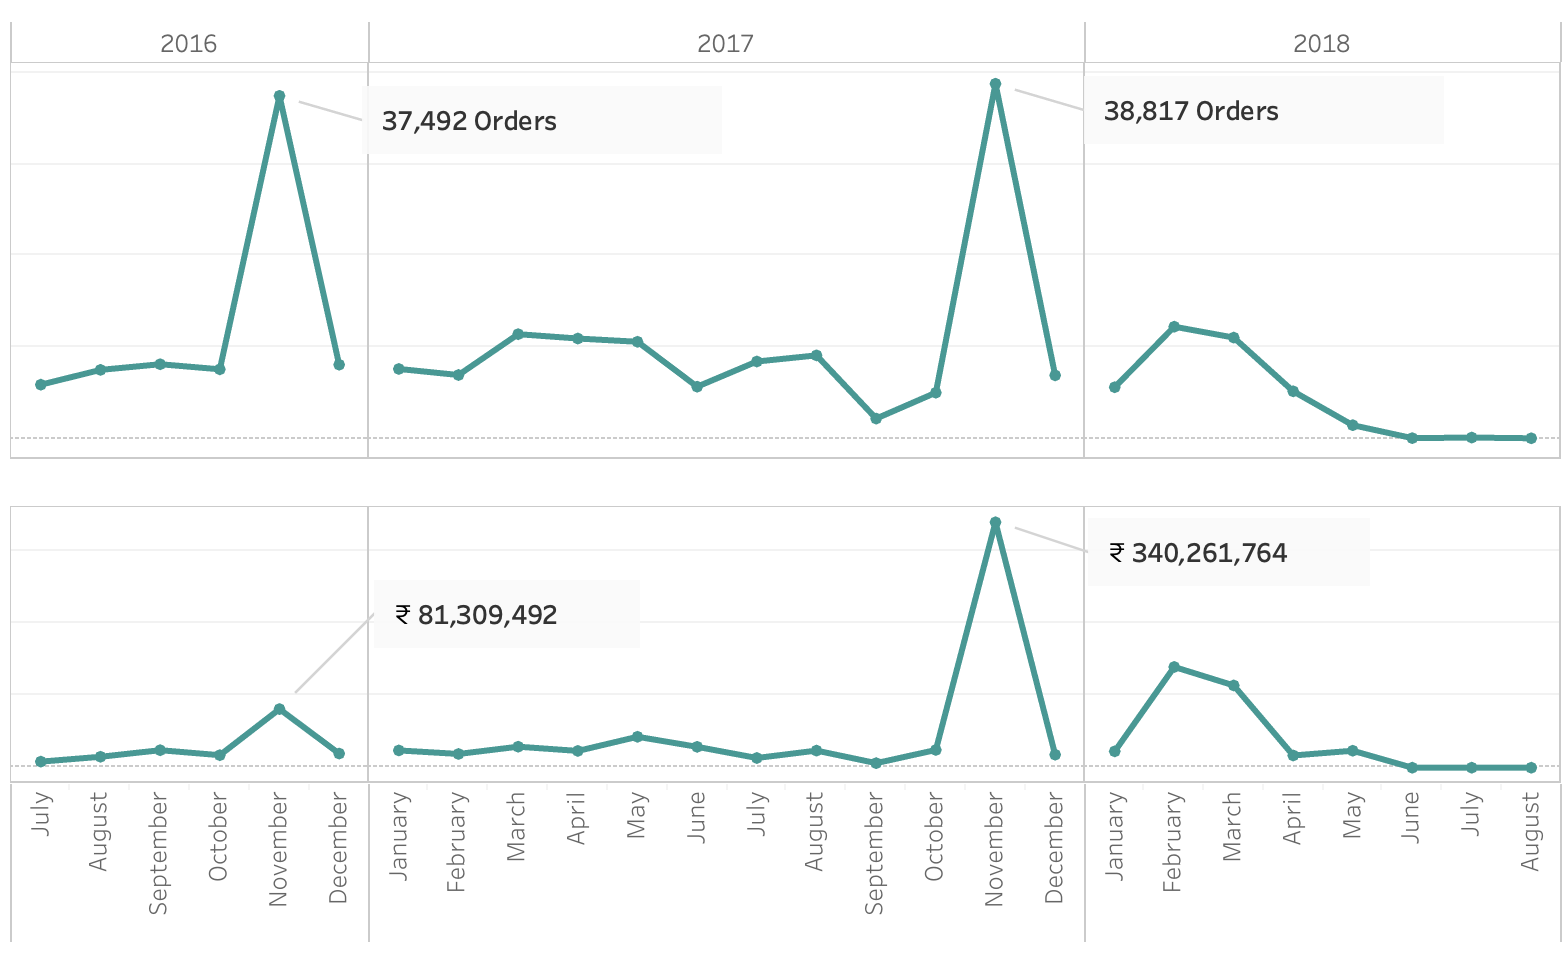 2016
2017
2018
37,492 Orders
38,817 Orders
₹ 340,261,764
₹ 81,309,492
July
August
September
October
November
December
January
February
March
April
May
June
July
August
September
October
November
December
January
February
March
April
May
June
July
August